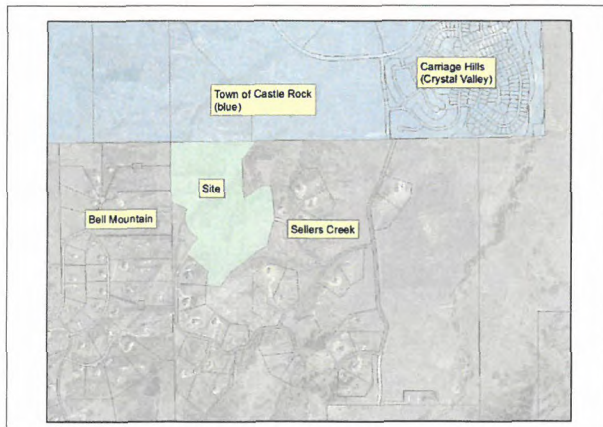 Carriage Hills
(Crystal Valley)
Town of Castle Rock
(blue)
Site
Bell Mountain
Sellers Creek